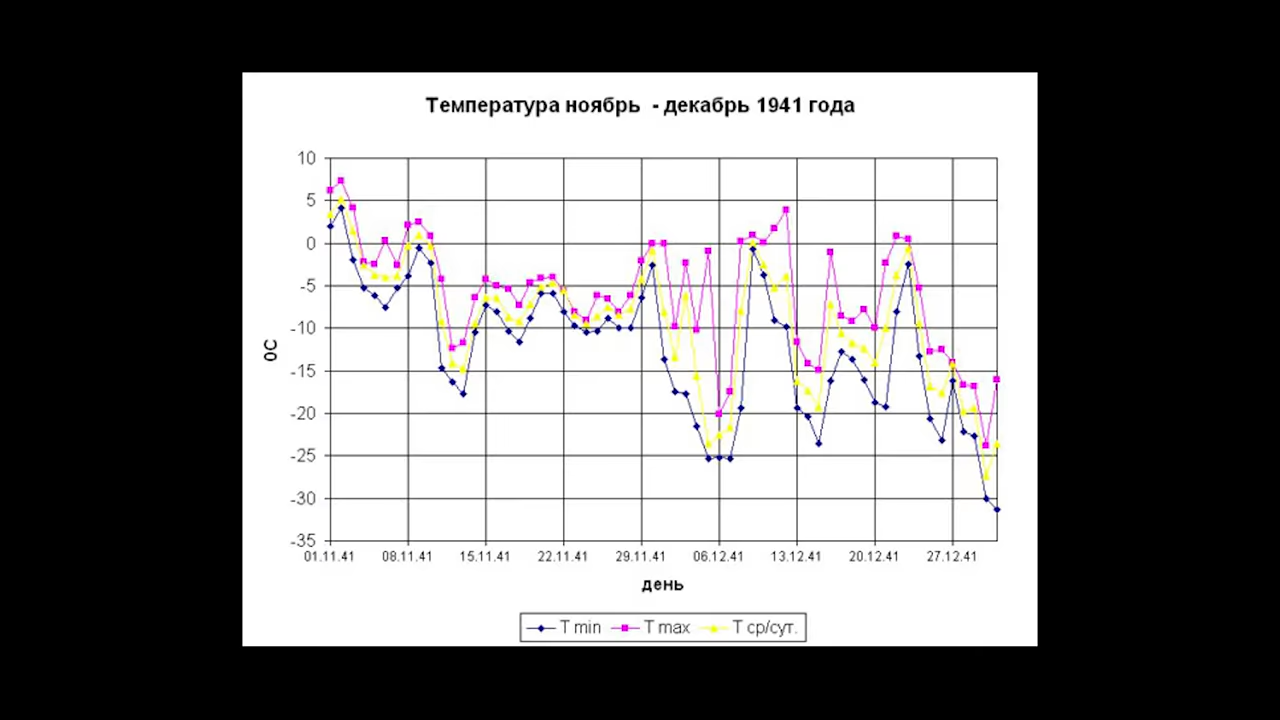 Температура ноябрь - декабрь 1941 года
10
5
0
-5
-10
-15
-20
-25
-30
-35
0С
01.11.41 08.11.41 15.11.41 22.11.41 29.11.41 06.12.41 13.12.41 20.12.41 27.12.41
день
T min T max Т ср/сут.